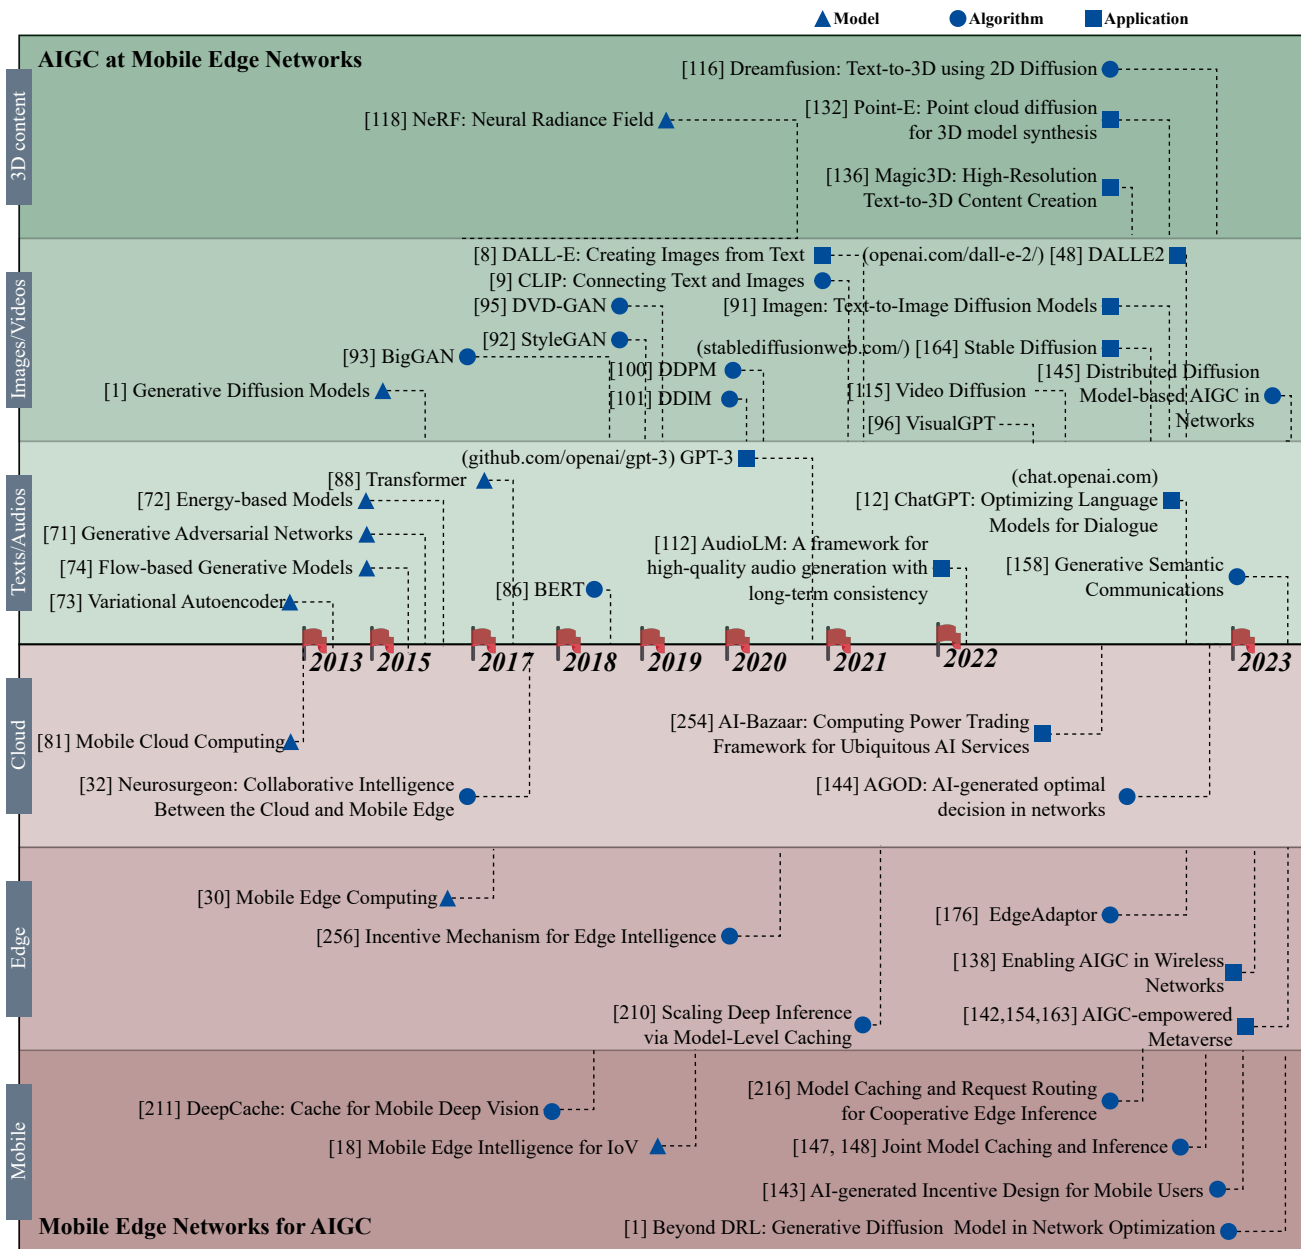 Model
Algorithm
Application
AIGC at Mobile Edge Networks
3D content
[116] Dreamfusion: Text-to-3D using 2D Diffusion
[118] NeRF: Neural Radiance Field
[132] Point-E: Point cloud diffusion
for 3D model synthesis
[136] Magic3D: High-Resolution
Text-to-3D Content Creation
Images/Videos
[8] DALL-E: Creating Images from Text
(openai.com/dall-e-2/) [48] DALLE2
[9] CLIP: Connecting Text and Images
[95] DVD-GAN
[91] Imagen: Text-to-Image Diffusion Models
[92] StyleGAN
(stablediffusionweb.com/) [164] Stable Diffusion
[93] BigGAN
[100] DDPM
[145] Distributed Diffusion
Model-based AIGC in
Networks
[1] Generative Diffusion Models
[115] Video Diffusion
[101] DDIM
[96] VisualGPT
Texts/Audios
(github.com/openai/gpt-3) GPT-3
[88] Transformer
(chat.openai.com)
[12] ChatGPT: Optimizing Language
Models for Dialogue
[72] Energy-based Models
[71] Generative Adversarial Networks
[112] AudioLM: A framework for
high-quality audio generation with
long-term consistency
[74] Flow-based Generative Models
[158] Generative Semantic
Communications
[86] BERT
[73] Variational Autoencoder
2013
2015
2017
2018
2019
2020
2021
2022
2023
Cloud
[254] AI-Bazaar: Computing Power Trading
Framework for Ubiquitous AI Services
[81] Mobile Cloud Computing
[32] Neurosurgeon: Collaborative Intelligence
Between the Cloud and Mobile Edge
[144] AGOD: AI-generated optimal
decision in networks
Edge
[30] Mobile Edge Computing
[176] EdgeAdaptor
[256] Incentive Mechanism for Edge Intelligence
[138] Enabling AIGC in Wireless
Networks
[210] Scaling Deep Inference
via Model-Level Caching
[142,154,163] AIGC-empowered
Metaverse
Mobile
[216] Model Caching and Request Routing
for Cooperative Edge Inference
[211] DeepCache: Cache for Mobile Deep Vision
[18] Mobile Edge Intelligence for IoV
[147, 148] Joint Model Caching and Inference
[143] AI-generated Incentive Design for Mobile Users
[1] Beyond DRL: Generative Diffusion Model in Network Optimization
Mobile Edge Networks for AIGC